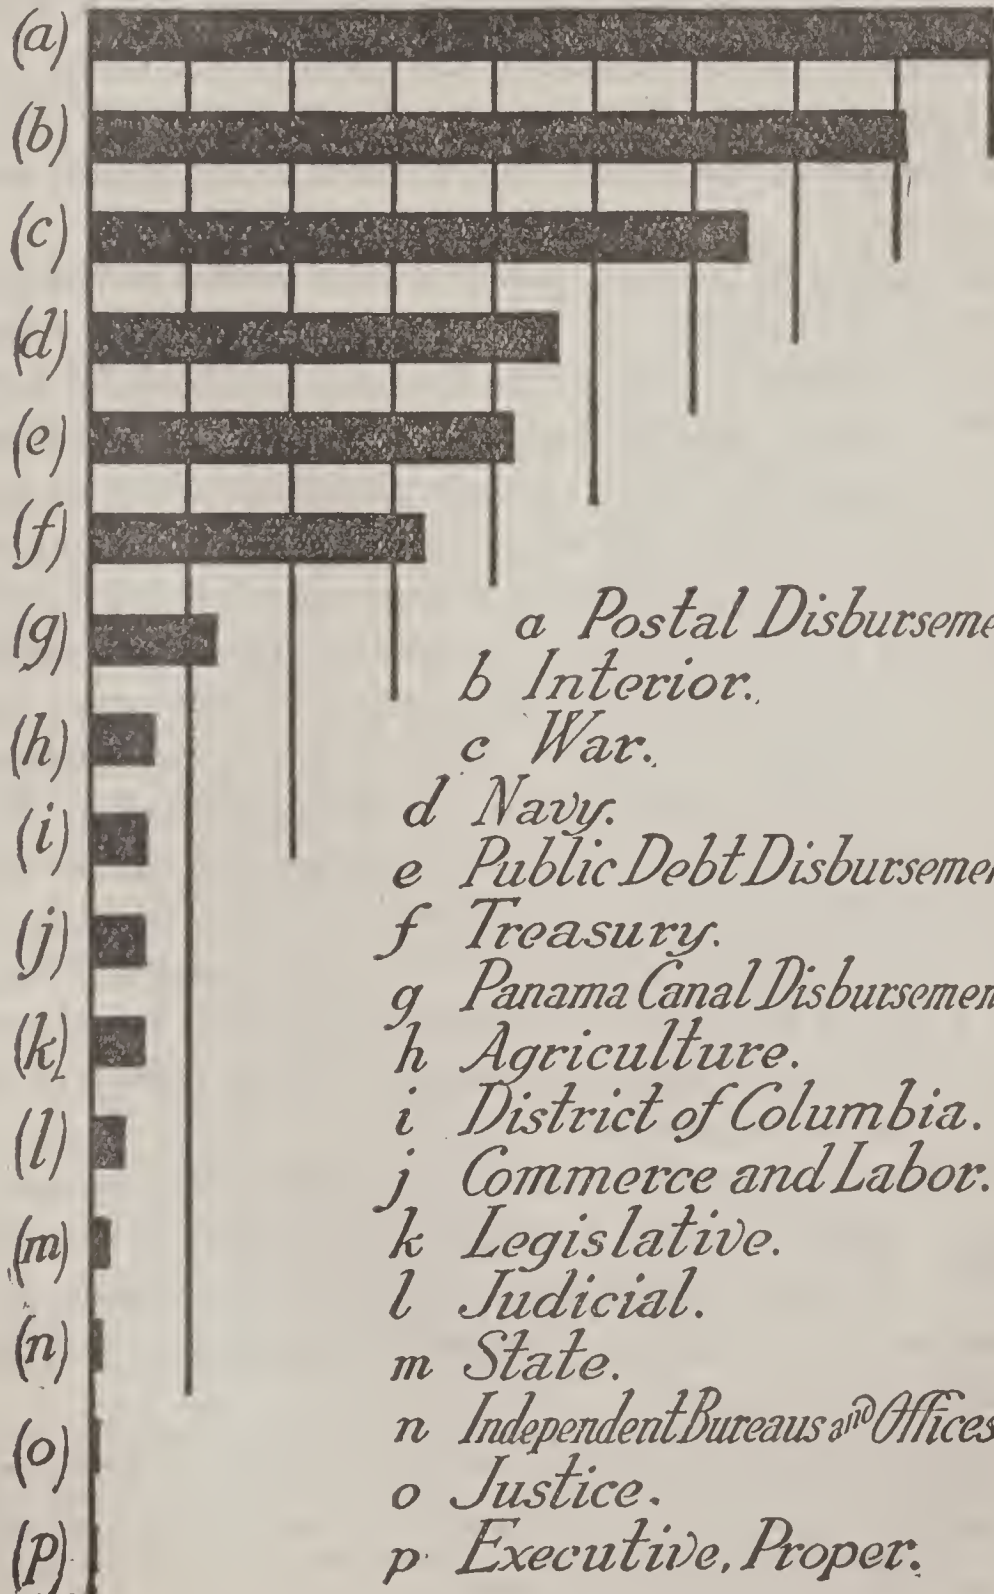 (a)
(b)
(c)
(d)
(e)
(f)
(g)
(h)
(i)
(j)
(k)
(l)
(m)
(n)
(o)
(p)
a Postal Disburseme
b Interior.
c War.
d Navy.
e Public Debt Disburseme
f Treasury.
g Panama Canal Disbursemen
h Agriculture.
i District of Columbia.
j Commerce and Labor.
k Legislative.
l Judicial.
m State.
n Independent Bureaus and Offices
o Justice.
p Executive, Proper.